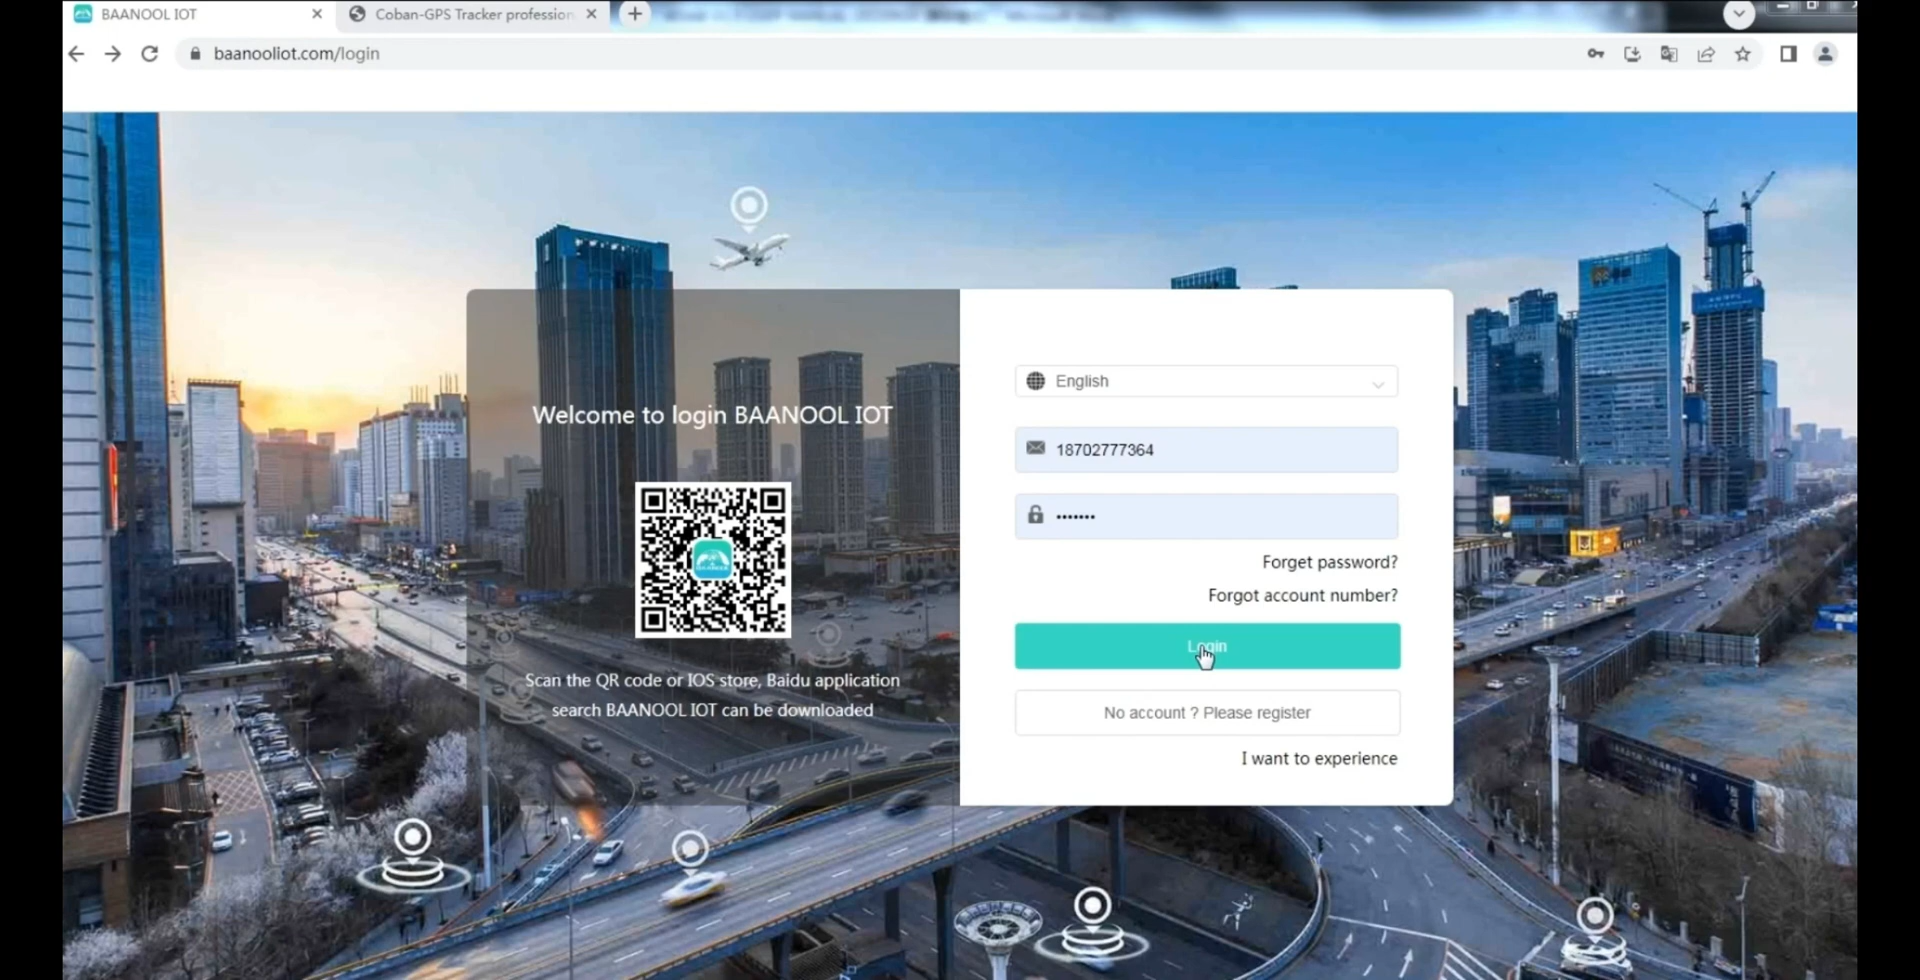 BAANOOL IOT
Coban-GPS Tracker profession
baanooliot.com/login
English
Welcome to login BAANOOL IOT
18702777364
•••••••
Forget password?
Forgot account number?
Login
Scan the QR code or IOS store, Baidu application
search BAANOOL IOT can be downloaded
No account ? Please register
I want to experience